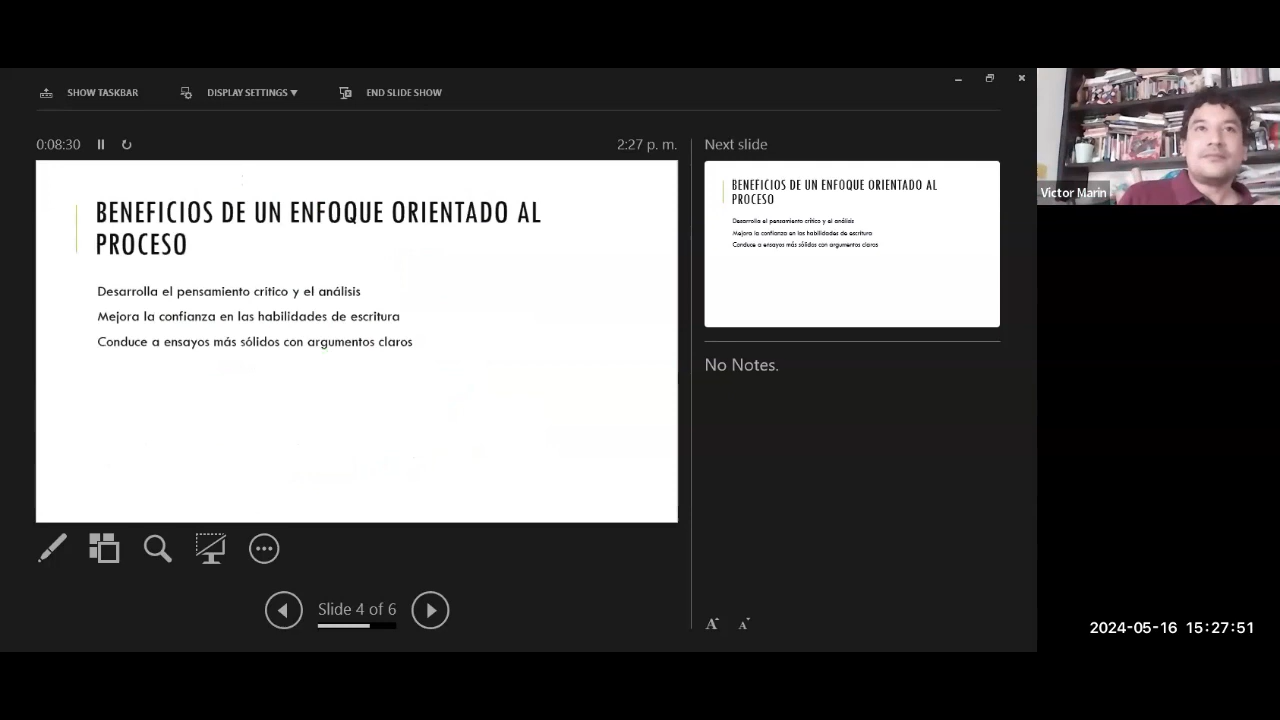 SHOW TASKBAR
DISPLAY SETTINGS ▼
END SLIDE SHOW
0:08:30
2:27 p. m.
BENEFICIOS DE UN ENFOQUE ORIENTADO AL
PROCESO
Desarrolla el pensamiento crítico y el análisis
Mejora la confianza en las habilidades de escritura
Conduce a ensayos más sólidos con argumentos claros
Slide 4 of 6
Next slide
BENEFICIOS DE UN ENFOQUE ORIENTADO AL
PROCESO
Desarrolla el pensamiento crítico y el análisis
Mejora la confianza en las habilidades de escritura
Conduce a ensayos más sólidos con argumentos claros
No Notes.
A A
Victor Marin
2024-05-16 15:27:51